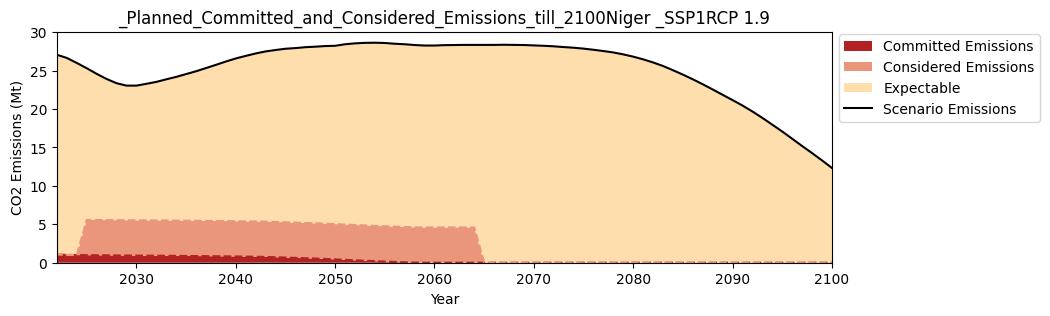 _Planned_Committed_and_Considered_Emissions_till_2100Niger _SSP1RCP 1.9
CO2 Emissions (Mt)
30
25
20
15
10
5
0
2030 2040 2050 2060 2070 2080 2090 2100
Year
Committed Emissions
Considered Emissions
Expectable
Scenario Emissions